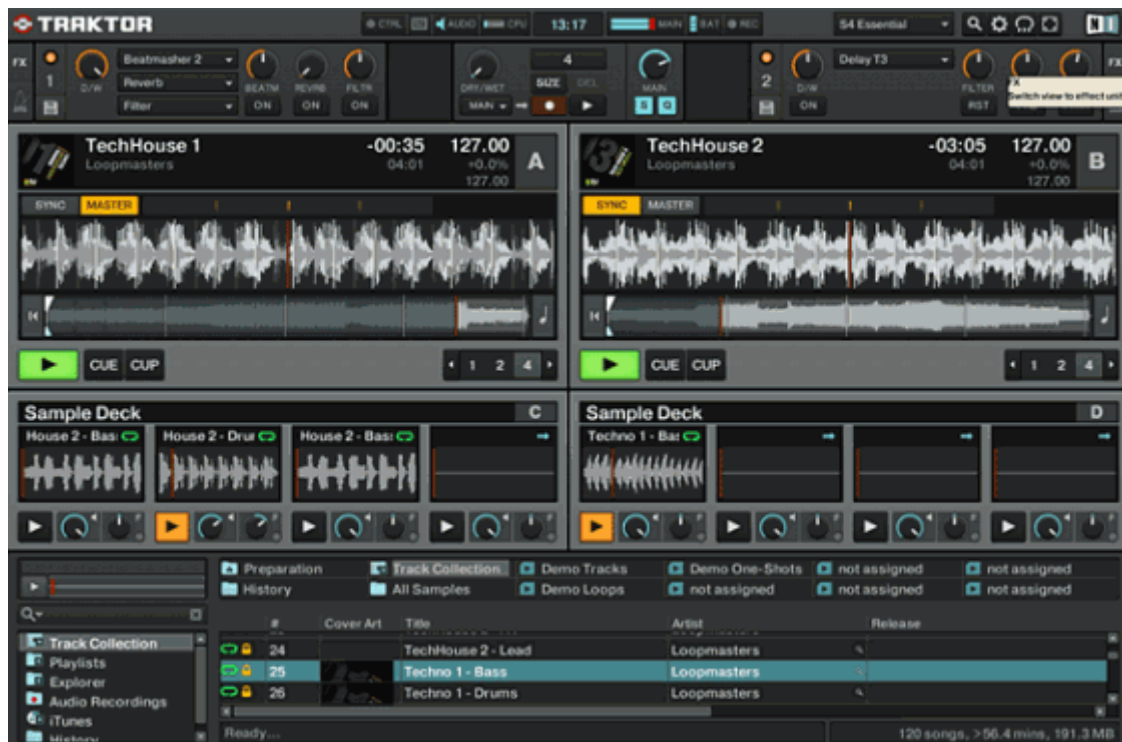 TRAKTOR CTRL AUDIO CPU 13:17 MAIN BAT REC S4 Essential
FX 1 D/W Beatmasher 2 BEATM REVRB FILTR DRY/WET 4 SIZE DEL MAIN 2 D/W Delay T3 FILTER FX
Reverb
Filter ON ON ON MAIN S Q ON RST
FX
Switch view to effect unit
TechHouse 1 -00:35 127.00 A
Loopmasters 04:01 +0.0%
127.00
SYNC MASTER
CUE CUP 1 2 4
TechHouse 2 -03:05 127.00 B
Loopmasters 04:01 +0.0%
127.00
SYNC MASTER
CUE CUP 1 2 4
Sample Deck C
House 2 - Bas House 2 - Dru House 2 - Bas
Sample Deck D
Techno 1 - Bas
Preparation Track Collection Demo Tracks Demo One-Shots not assigned not assigned
History All Samples Demo Loops not assigned not assigned not assigned
Track Collection
Playlists
Explorer
Audio Recordings
iTunes
History
# Cover Art Title Artist Release
24 TechHouse 2 - Lead Loopmasters
25 Techno 1 - Bass Loopmasters
26 Techno 1 - Drums Loopmasters
Ready... 120 songs, >56.4 mins, 191.3 MB